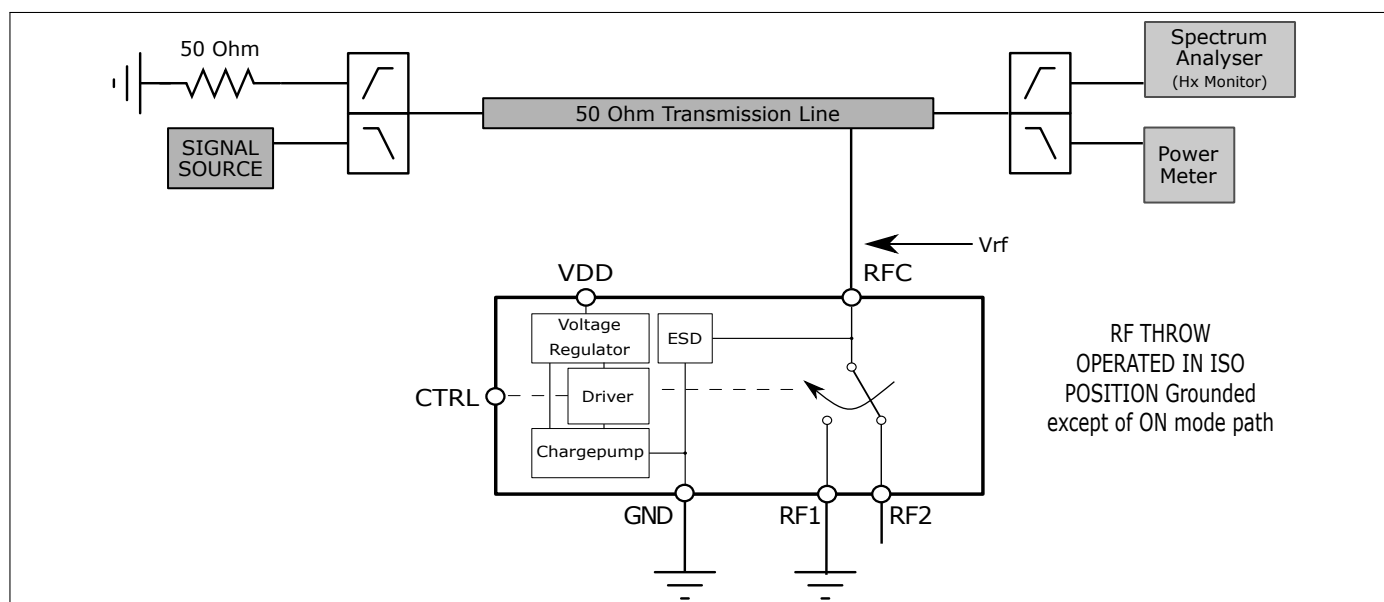 50 Ohm
SIGNAL
SOURCE
50 Ohm Transmission Line
Spectrum
Analyser
(Hx Monitor)
Power
Meter
Vrf
VDD
RFC
Voltage
Regulator
ESD
CTRL
Driver
Chargepump
GND
RF1
RF2
RF THROW
OPERATED IN ISO
POSITION Grounded
except of ON mode path